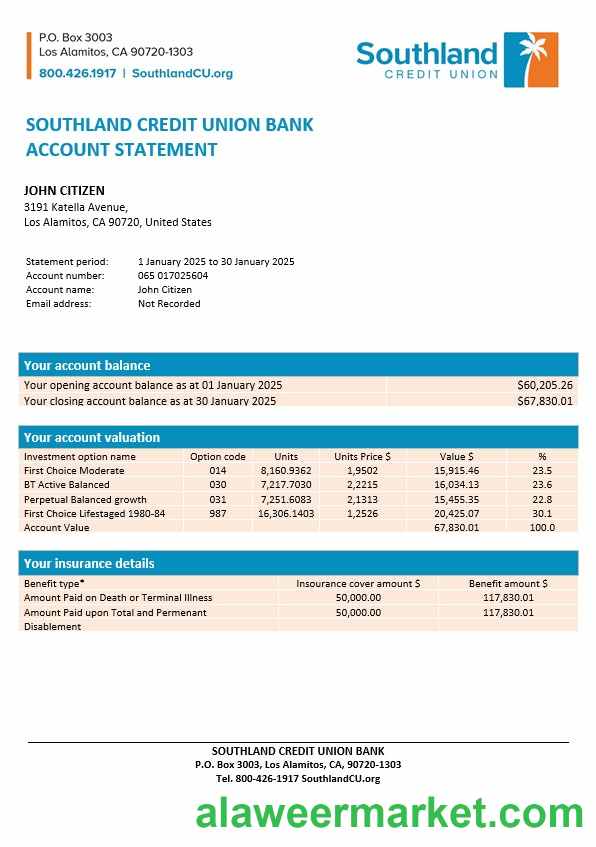 P.O. Box 3003
Los Alamitos, CA 90720-1303
800.426.1917 | SouthlandCU.org
Southland
CREDIT UNION
SOUTHLAND CREDIT UNION BANK
ACCOUNT STATEMENT
JOHN CITIZEN
3191 Katella Avenue,
Los Alamitos, CA 90720, United States
Statement period: 1 January 2025 to 30 January 2025
Account number: 065 017025604
Account name: John Citizen
Email address: Not Recorded
Your account balance
Your opening account balance as at 01 January 2025 $60,205.26
Your closing account balance as at 30 January 2025 $67,830.01
Your account valuation
Investment option name Option code Units Units Price $ Value $ %
First Choice Moderate 014 8,160.9362 1,9502 15,915.46 23.5
BT Active Balanced 030 7,217.7030 2,2215 16,034.13 23.6
Perpetual Balanced growth 031 7,251.6083 2,1313 15,455.35 22.8
First Choice Lifestaged 1980-84 987 16,306.1403 1,2526 20,425.07 30.1
Account Value 67,830.01 100.0
Your insurance details
Benefit type* Inspurance cover amount $ Benefit amount $
Amount Paid on Death or Terminal Illness 50,000.00 117,830.01
Amount Paid upon Total and Permenant 50,000.00 117,830.01
Disablement
SOUTHLAND CREDIT UNION BANK
P.O. Box 3003, Los Alamitos, CA, 90720-1303
Tel. 800-426-1917 SouthlandCU.org
alaweermarket.com